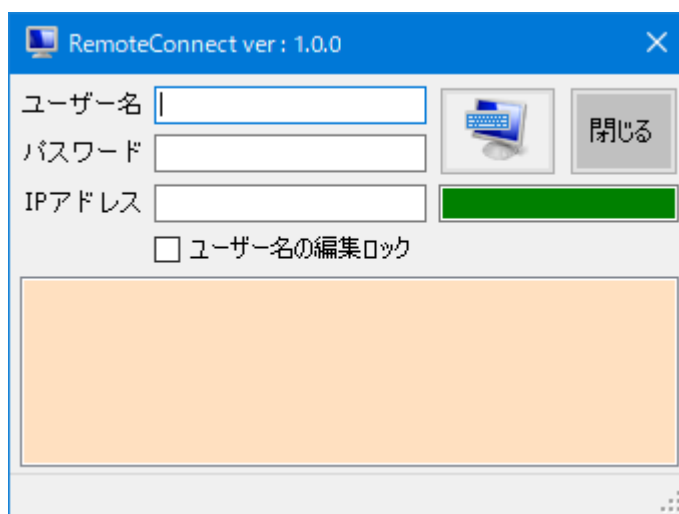 RemoteConnect ver : 1.0.0
ユーザー名
閉じる
パスワード
IPアドレス
ユーザー名の編集ロック